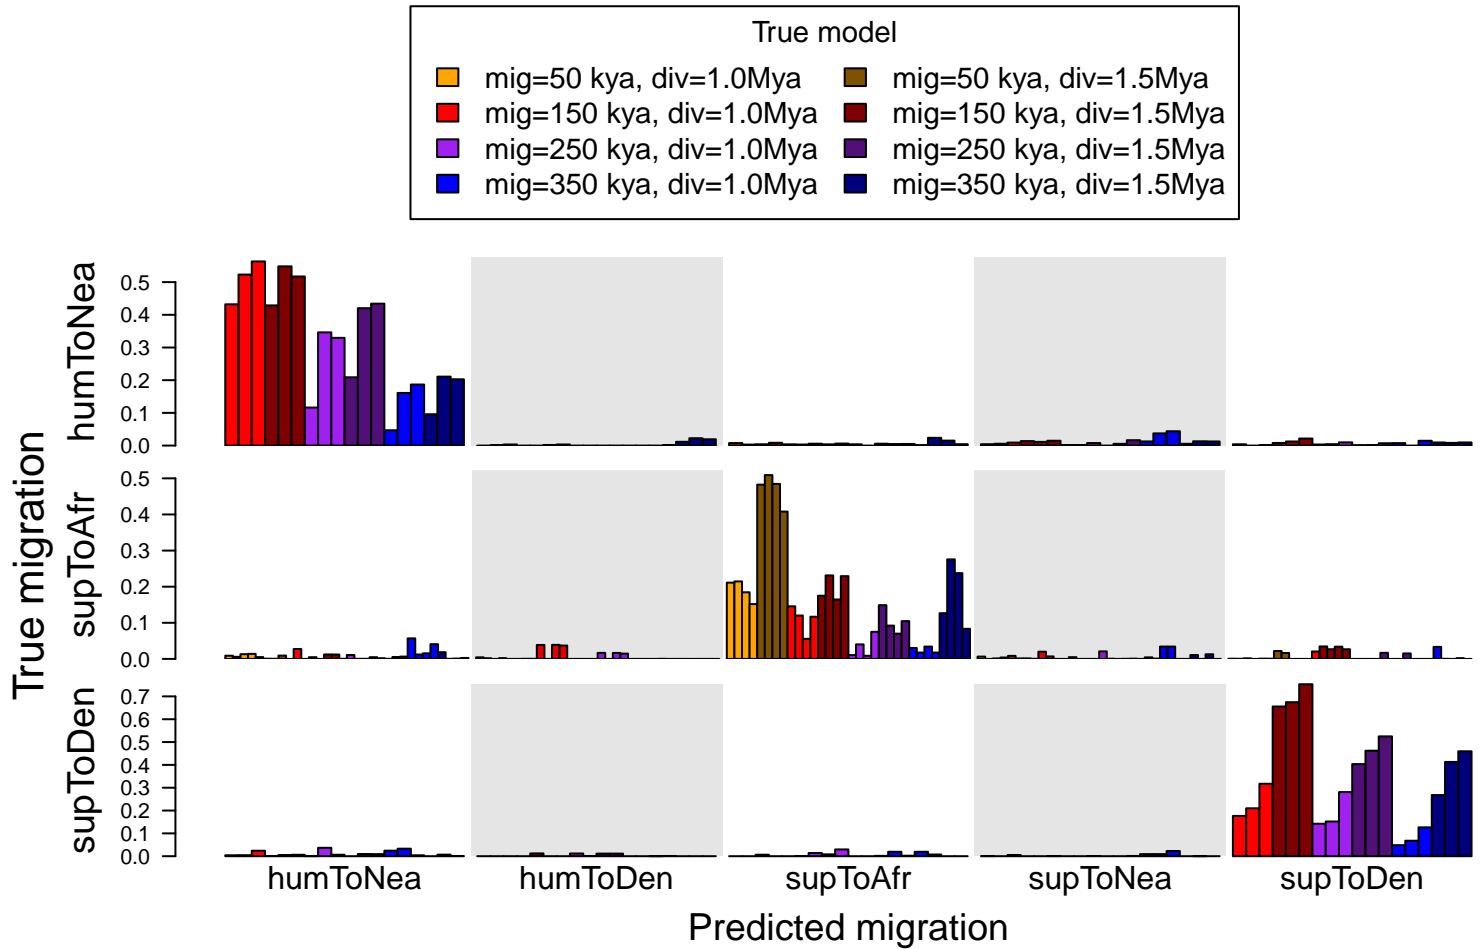 True model
mig=50 kya, div=1.0Mya
mig=50 kya, div=1.5Mya
mig=150 kya, div=1.0Mya
mig=150 kya, div=1.5Mya
mig=250 kya, div=1.0Mya
mig=250 kya, div=1.5Mya
mig=350 kya, div=1.0Mya
mig=350 kya, div=1.5Mya
True migration
humToNea
0.5
0.4
0.3
0.2
0.1
0.0
supToAfr
0.5
0.4
0.3
0.2
0.1
0.0
supToDen
0.7
0.6
0.5
0.4
0.3
0.2
0.1
0.0
humToNea humToDen supToAfr supToNea supToDen
Predicted migration